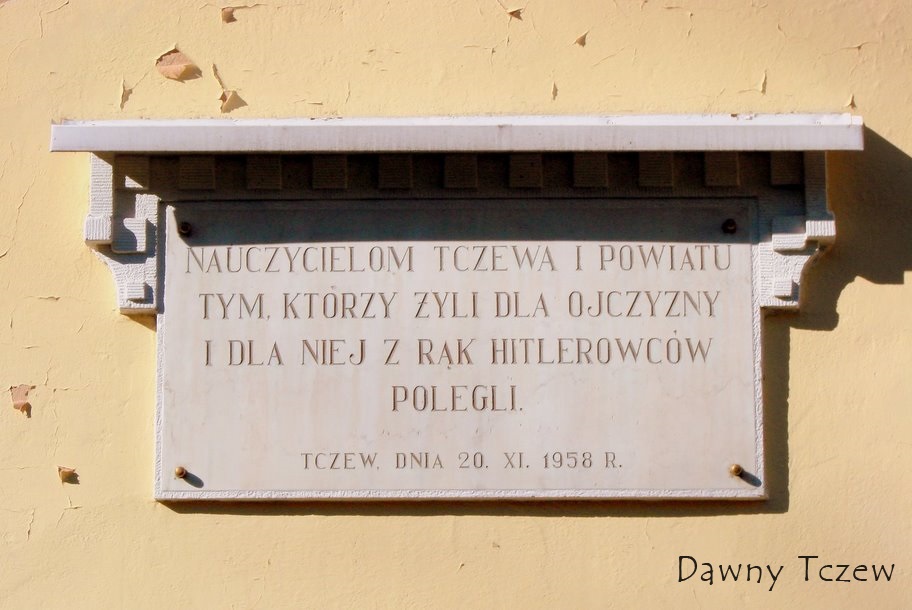 NAUCZYCIELOM TCZEWA I POWIATU
TYM, KTÓRZY ŻYLI DLA OJCZYZNY
I DLA NIEJ Z RĄK HITLEROWCÓW
POLEGLI.
TCZEW, DNIA 20. XI. 1958 R.
Dawny Tczew